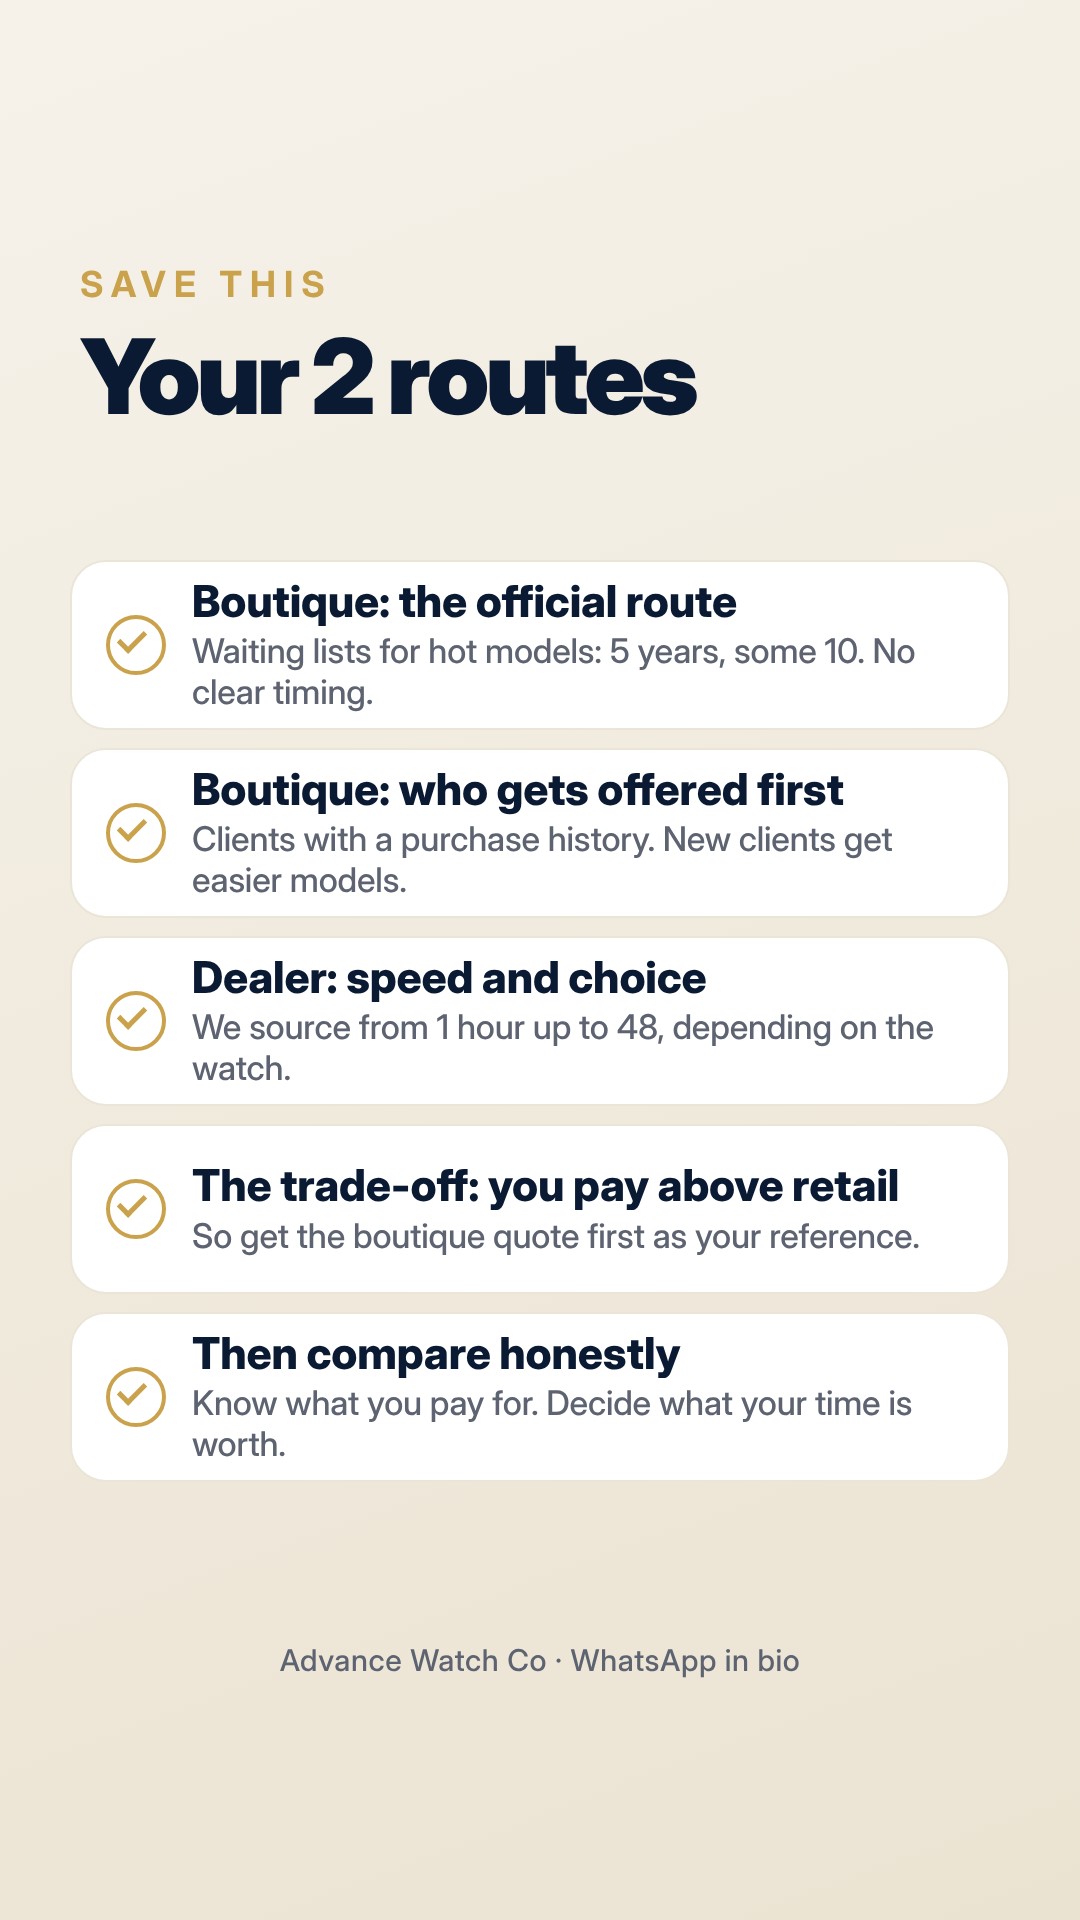 SAVE THIS
Your 2 routes
Boutique: the official route
Waiting lists for hot models: 5 years, some 10. No
clear timing.
Boutique: who gets offered first
Clients with a purchase history. New clients get
easier models.
Dealer: speed and choice
We source from 1 hour up to 48, depending on the
watch.
The trade-off: you pay above retail
So get the boutique quote first as your reference.
Then compare honestly
Know what you pay for. Decide what your time is
worth.
Advance Watch Co · WhatsApp in bio